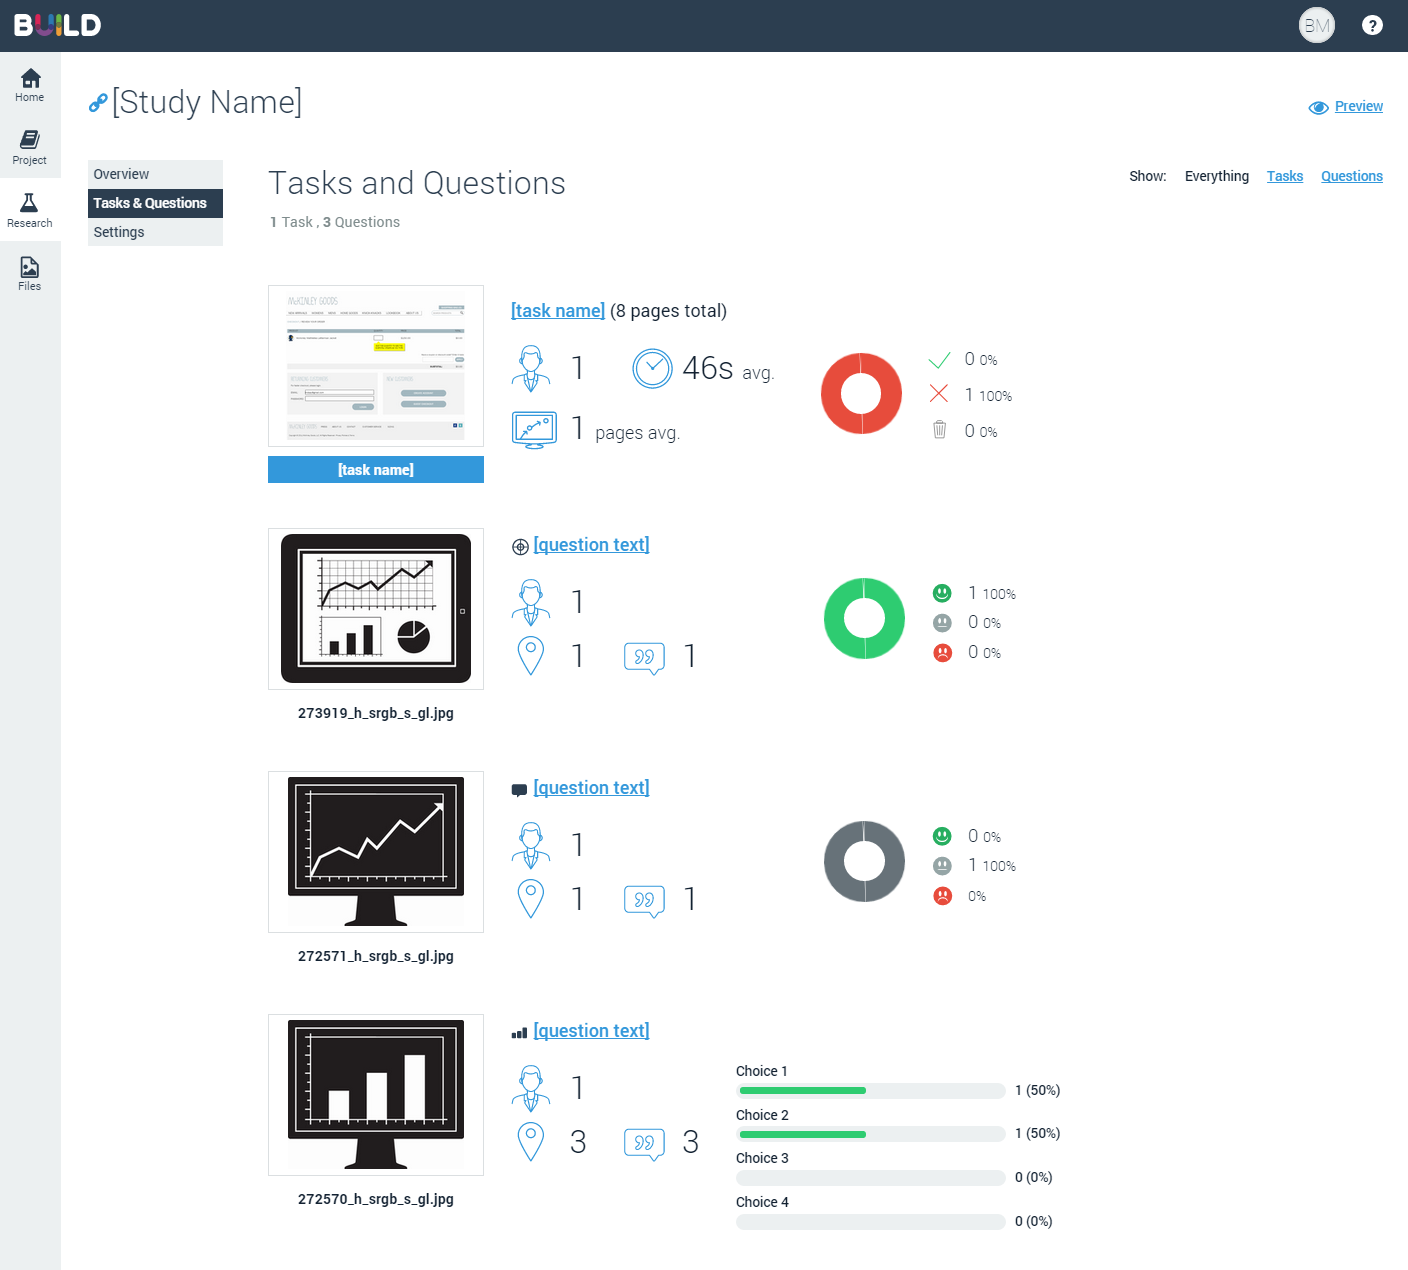 BUILD
BM
?
Home
Project
Research
Files
[Study Name]
Preview
Overview
Tasks & Questions
Settings
Tasks and Questions
1 Task , 3 Questions
Show: Everything Tasks Questions
McKINLEY GOODS
[task name]
[task name] (8 pages total)
1
46s avg.
1 pages avg.
0 0%
1 100%
0 0%
273919_h_srgb_s_gl.jpg
[question text]
1
1
1
1 100%
0 0%
0 0%
272571_h_srgb_s_gl.jpg
[question text]
1
1
1
0 0%
1 100%
0%
272570_h_srgb_s_gl.jpg
[question text]
1
3
3
Choice 1
1 (50%)
Choice 2
1 (50%)
Choice 3
0 (0%)
Choice 4
0 (0%)